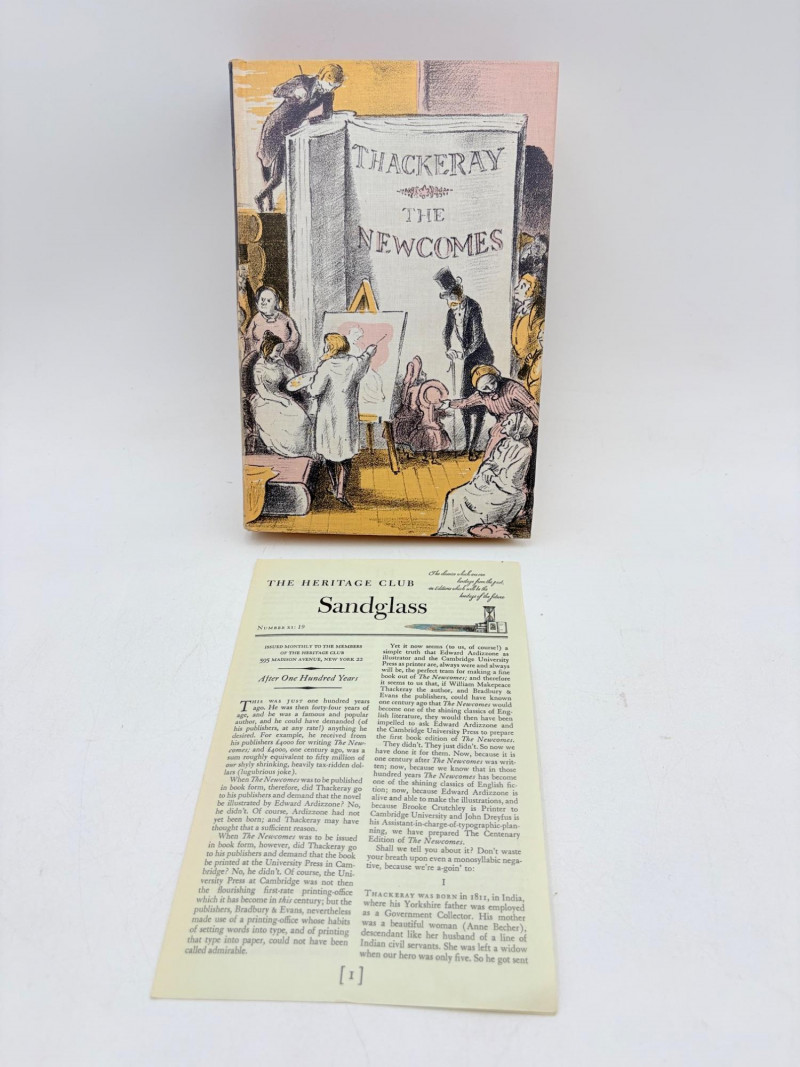 THACKERAY
THE
NEWCOMES
THE HERITAGE CLUB
The classics which are our
heritage from the past,
in editions which will be the
heritage of the future
Sandglass
NUMBER XI: 19
ISSUED MONTHLY TO THE MEMBERS
OF THE HERITAGE CLUB
595 MADISON AVENUE, NEW YORK 22
After One Hundred Years
THIS WAS JUST one hundred years
ago. He was then forty-four years of
age, and he was a famous and popular
author, and he could have demanded (of
his publishers, at any rate!) anything he
desired. For example, he received from
his publishers £4000 for writing The New-
comes; and £4000, one century ago, was a
sum roughly equivalent to fifty million of
our shyly shrinking, heavily tax-ridden dol-
lars (lugubrious joke).
When The Newcomes was to be published
in book form, therefore, did Thackeray go
to his publishers and demand that the novel
be illustrated by Edward Ardizzone? No,
he didn't. Of course, Ardizzone had not
yet been born; and Thackeray may have
thought that a sufficient reason.
When The Newcomes was to be issued
in book form, however, did Thackeray go
to his publishers and demand that the book
be printed at the University Press in Cam-
bridge? No, he didn't. Of course, the Uni-
versity Press at Cambridge was not then
the flourishing first-rate printing-office
which it has become in this century; but the
publishers, Bradbury & Evans, nevertheless
made use of a printing-office whose habits
of setting words into type, and of printing
that type into paper, could not have been
called admirable.
Yet it now seems (to us, of course!) a
simple truth that Edward Ardizzone as
illustrator and the Cambridge University
Press as printer are, always were and always
will be, the perfect team for making a fine
book out of The Newcomes; and therefore
it seems to us that, if William Makepeace
Thackeray the author, and Bradbury &
Evans the publishers, could have known
one century ago that The Newcomes would
become one of the shining classics of Eng-
lish literature, they would then have been
impelled to ask Edward Ardizzone and
the Cambridge University Press to prepare
the first book edition of The Newcomes.
They didn't. They just didn't. So now we
have done it for them. Now, because it is
one century after The Newcomes was writ-
ten; now, because we know that in those
hundred years The Newcomes has become
one of the shining classics of English fic-
tion; now, because Edward Ardizzone is
alive and able to make the illustrations, and
because Brooke Crutchley is Printer to
Cambridge University and John Dreyfus is
his Assistant-in-charge-of-typographic-plan-
ning, we have prepared The Centenary
Edition of The Newcomes.
Shall we tell you about it? Don't waste
your breath upon even a monosyllabic nega-
tive, because we're a-goin' to:
I
THACKERAY WAS BORN in 1811, in India,
where his Yorkshire father was employed
as a Government Collector. His mother
was a beautiful woman (Anne Becher),
descendant like her husband of a line of
Indian civil servants. She was left a widow
when our hero was only five. So he got sent
[1]